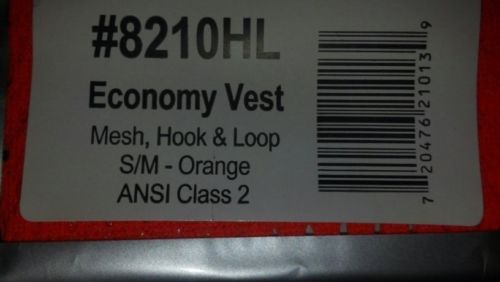 #8210HL
Economy Vest
Mesh, Hook & Loop
S/M - Orange
ANSI Class 2
7 20476 21013 9